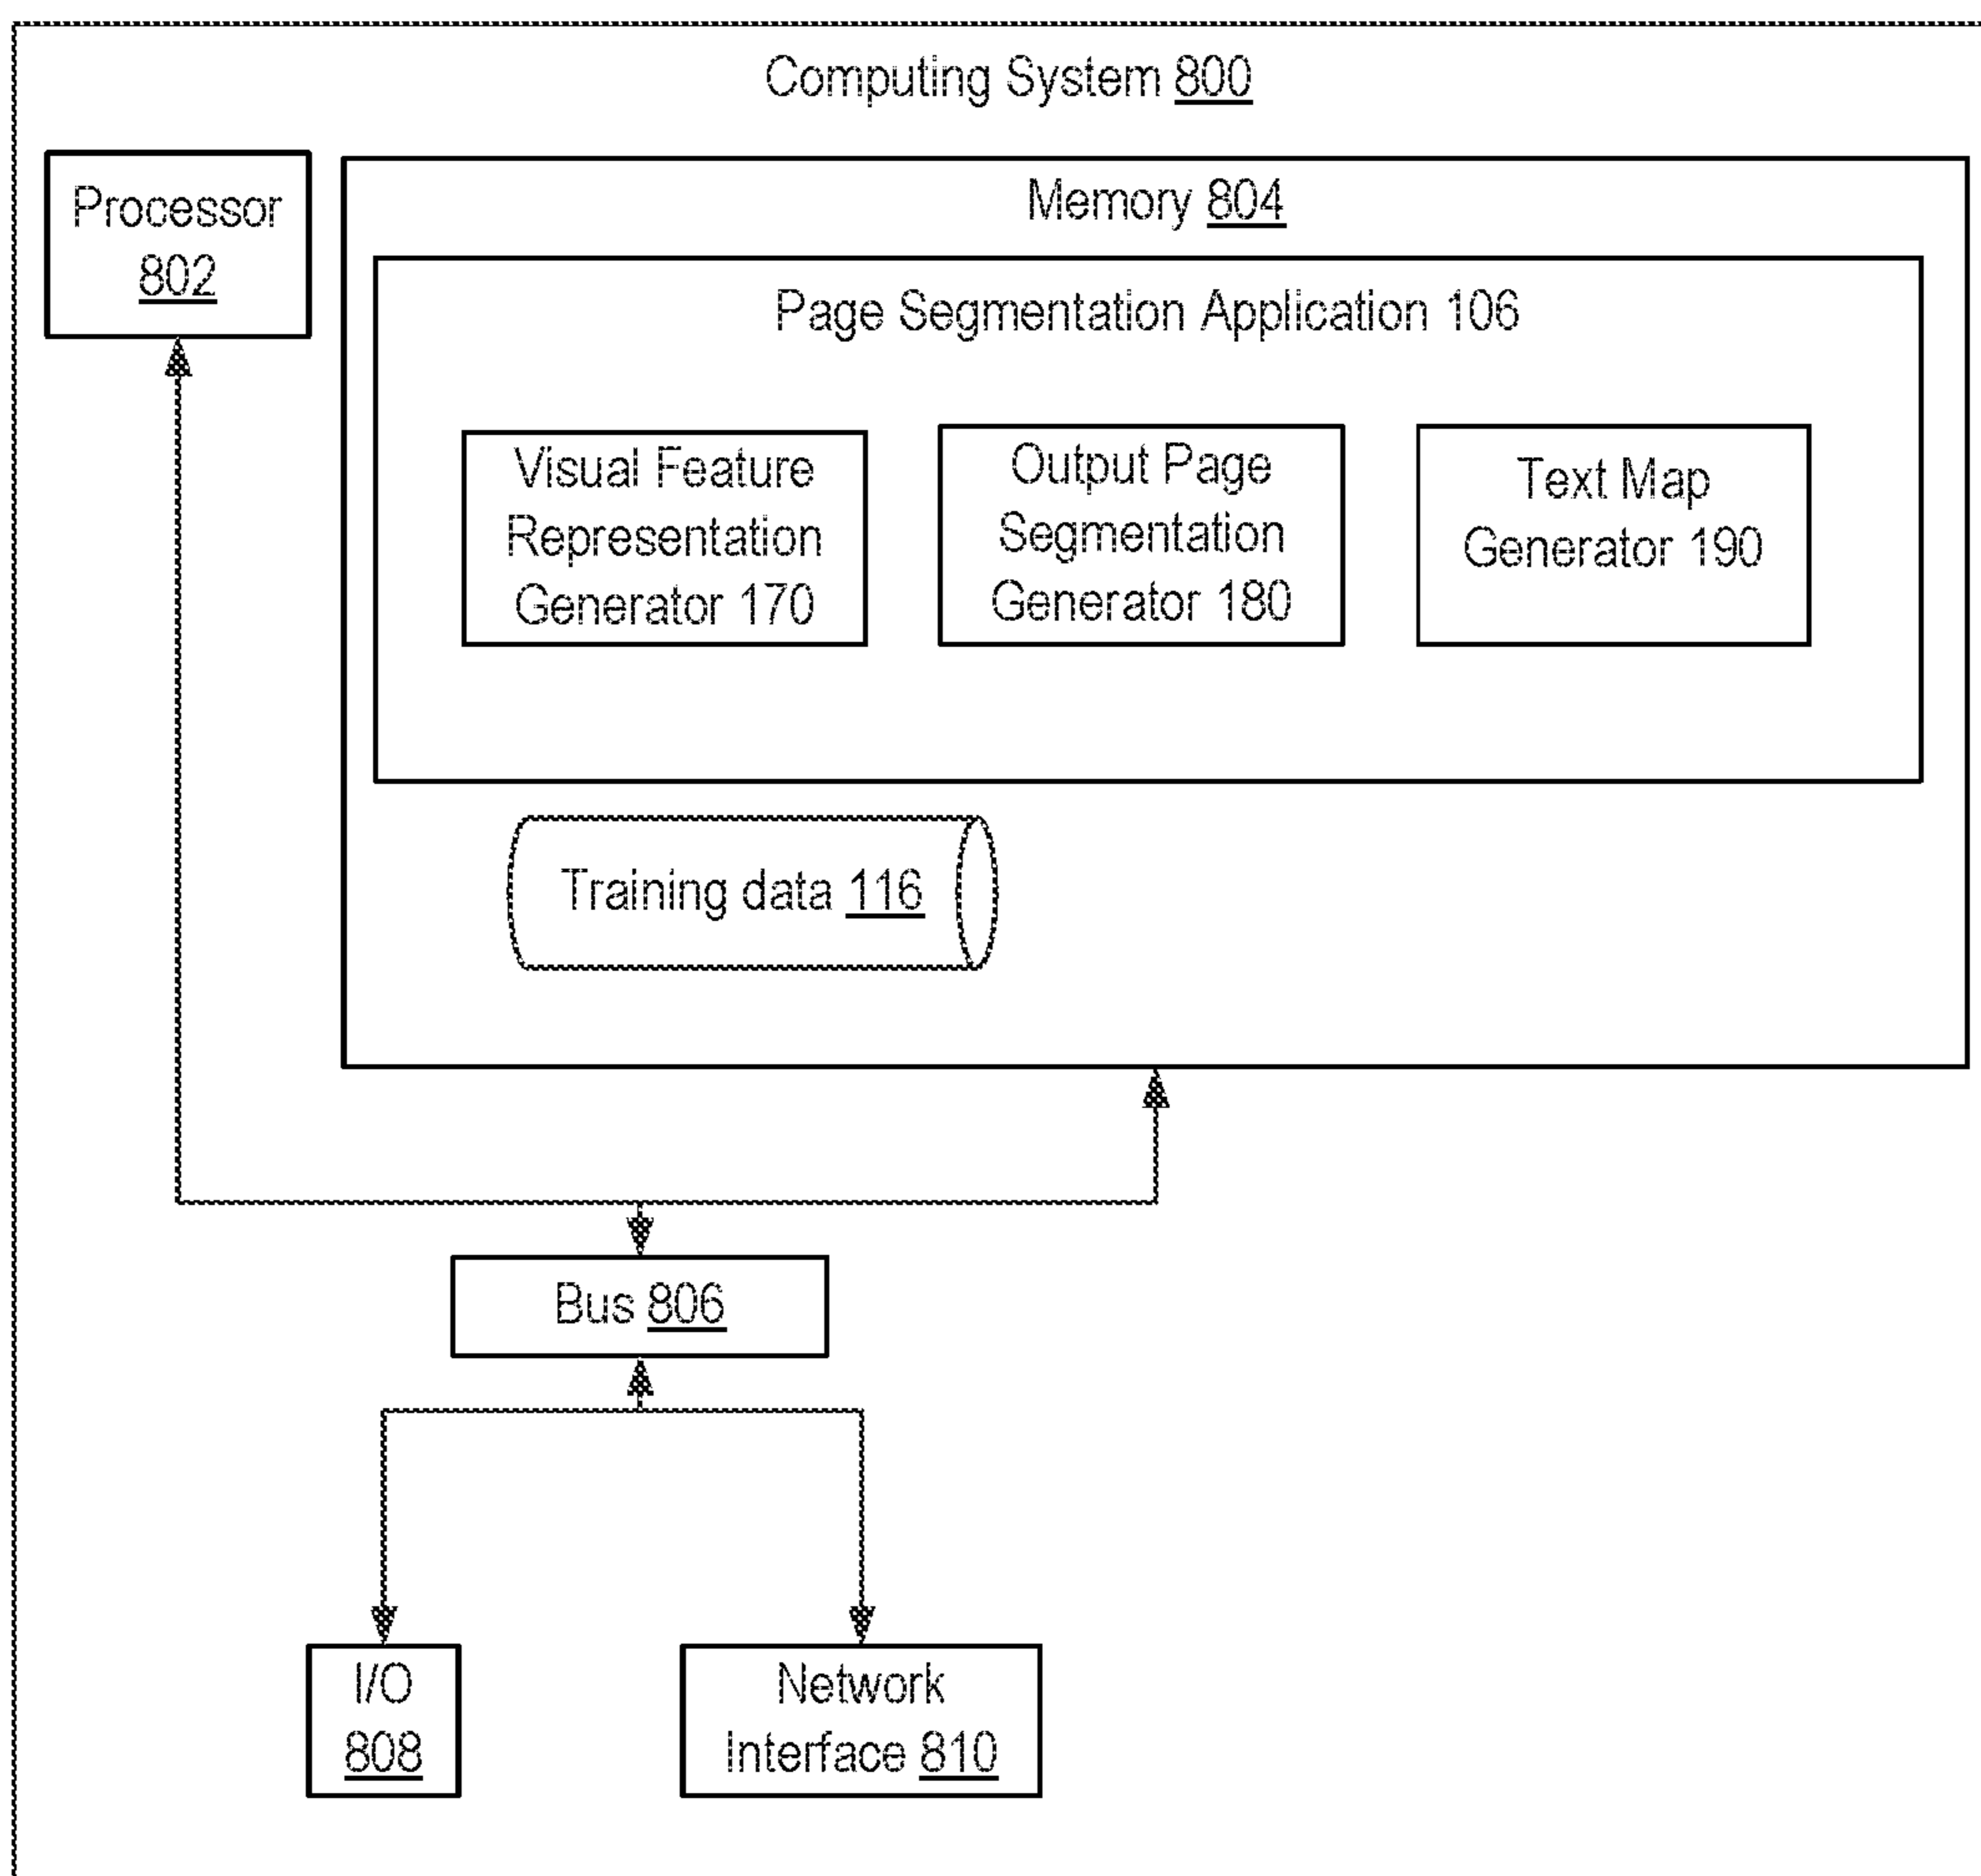 Computing System 800
Processor
802
Memory 804
Page Segmentation Application 106
Visual Feature
Representation
Generator 170
Output Page
Segmentation
Generator 180
Text Map
Generator 190
Training data 116
Bus 806
I/O
808
Network
Interface 810